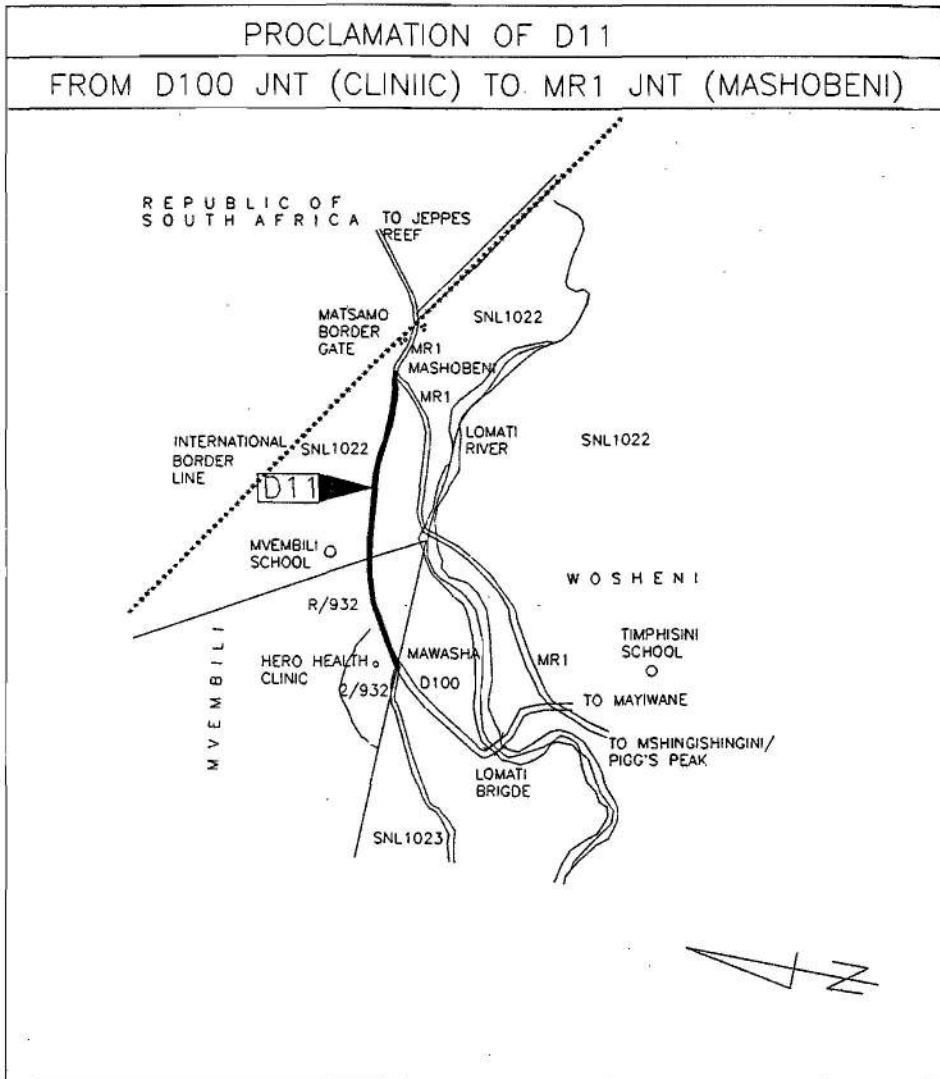 PROCLAMATION OF D11
FROM D100 JNT (CLINIIC) TO MR1 JNT (MASHOBENI)
REPUBLIC OF
SOUTH AFRICA
TO JEPPES
REEF
MATSAMO
BORDER
GATE
SNL1022
MR1
MASHOBENI
MR1
LOMATI
RIVER
SNL1022
INTERNATIONAL
BORDER
LINE
SNL1022
D11
MVEMBILI
SCHOOL
WOSHENI
R/932
TIMPHISINI
SCHOOL
MVEMBILI
HERO HEALTH
CLINIC
2/932
MAWASHA
D100
MR1
TO MAYIWANE
TO MSHINGISHINGINI/
PIGG'S PEAK
LOMATI
BRIGDE
SNL1023
N